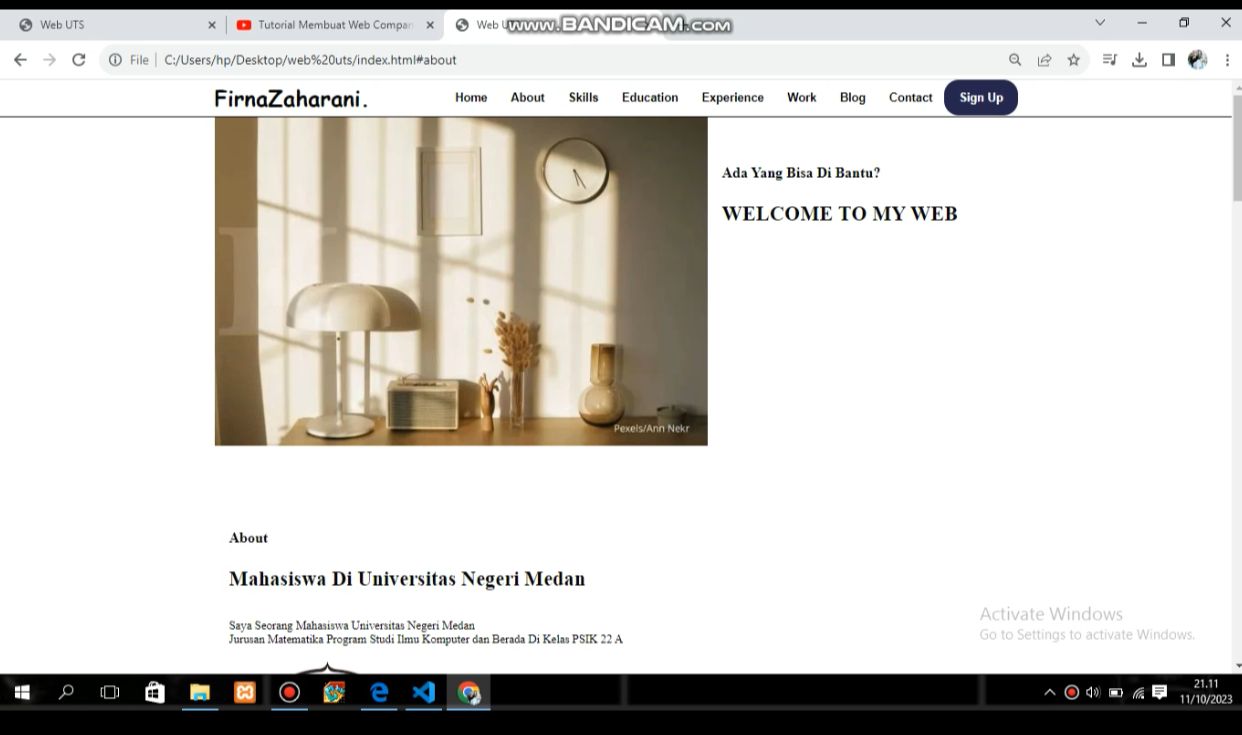 Web UTS
Tutorial Membuat Web Compan
Web U
WWW.BANDICAM.COM
File
C:/Users/hp/Desktop/web%20uts/index.html#about
FirnaZaharani.
Home
About
Skills
Education
Experience
Work
Blog
Contact
Sign Up
Ada Yang Bisa Di Bantu?
WELCOME TO MY WEB
Pexels/Ann Nekr
About
Mahasiswa Di Universitas Negeri Medan
Saya Seorang Mahasiswa Universitas Negeri Medan
Jurusan Matematika Program Studi Ilmu Komputer dan Berada Di Kelas PSIK 22 A
Activate Windows
Go to Settings to activate Windows.
21.11
11/10/2023